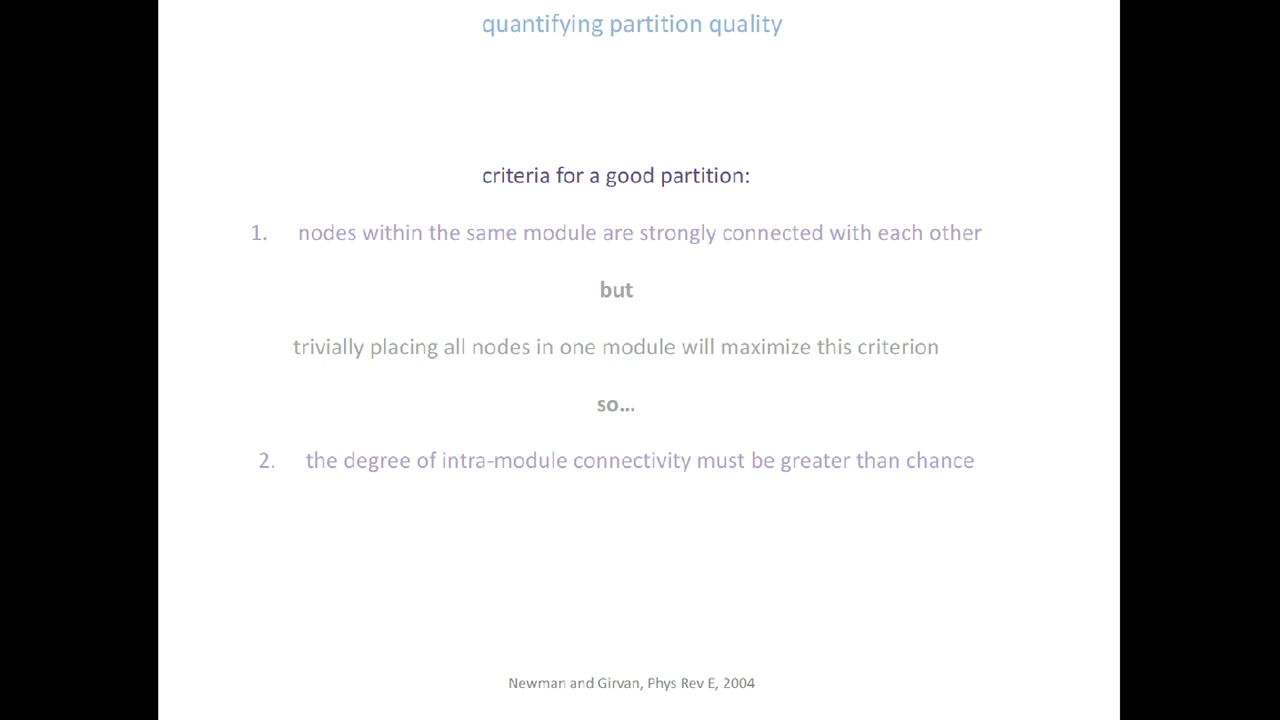 quantifying partition quality
criteria for a good partition:
1. nodes within the same module are strongly connected with each other
but
trivially placing all nodes in one module will maximize this criterion
so...
2. the degree of intra-module connectivity must be greater than chance
Newman and Girvan, Phys Rev E, 2004